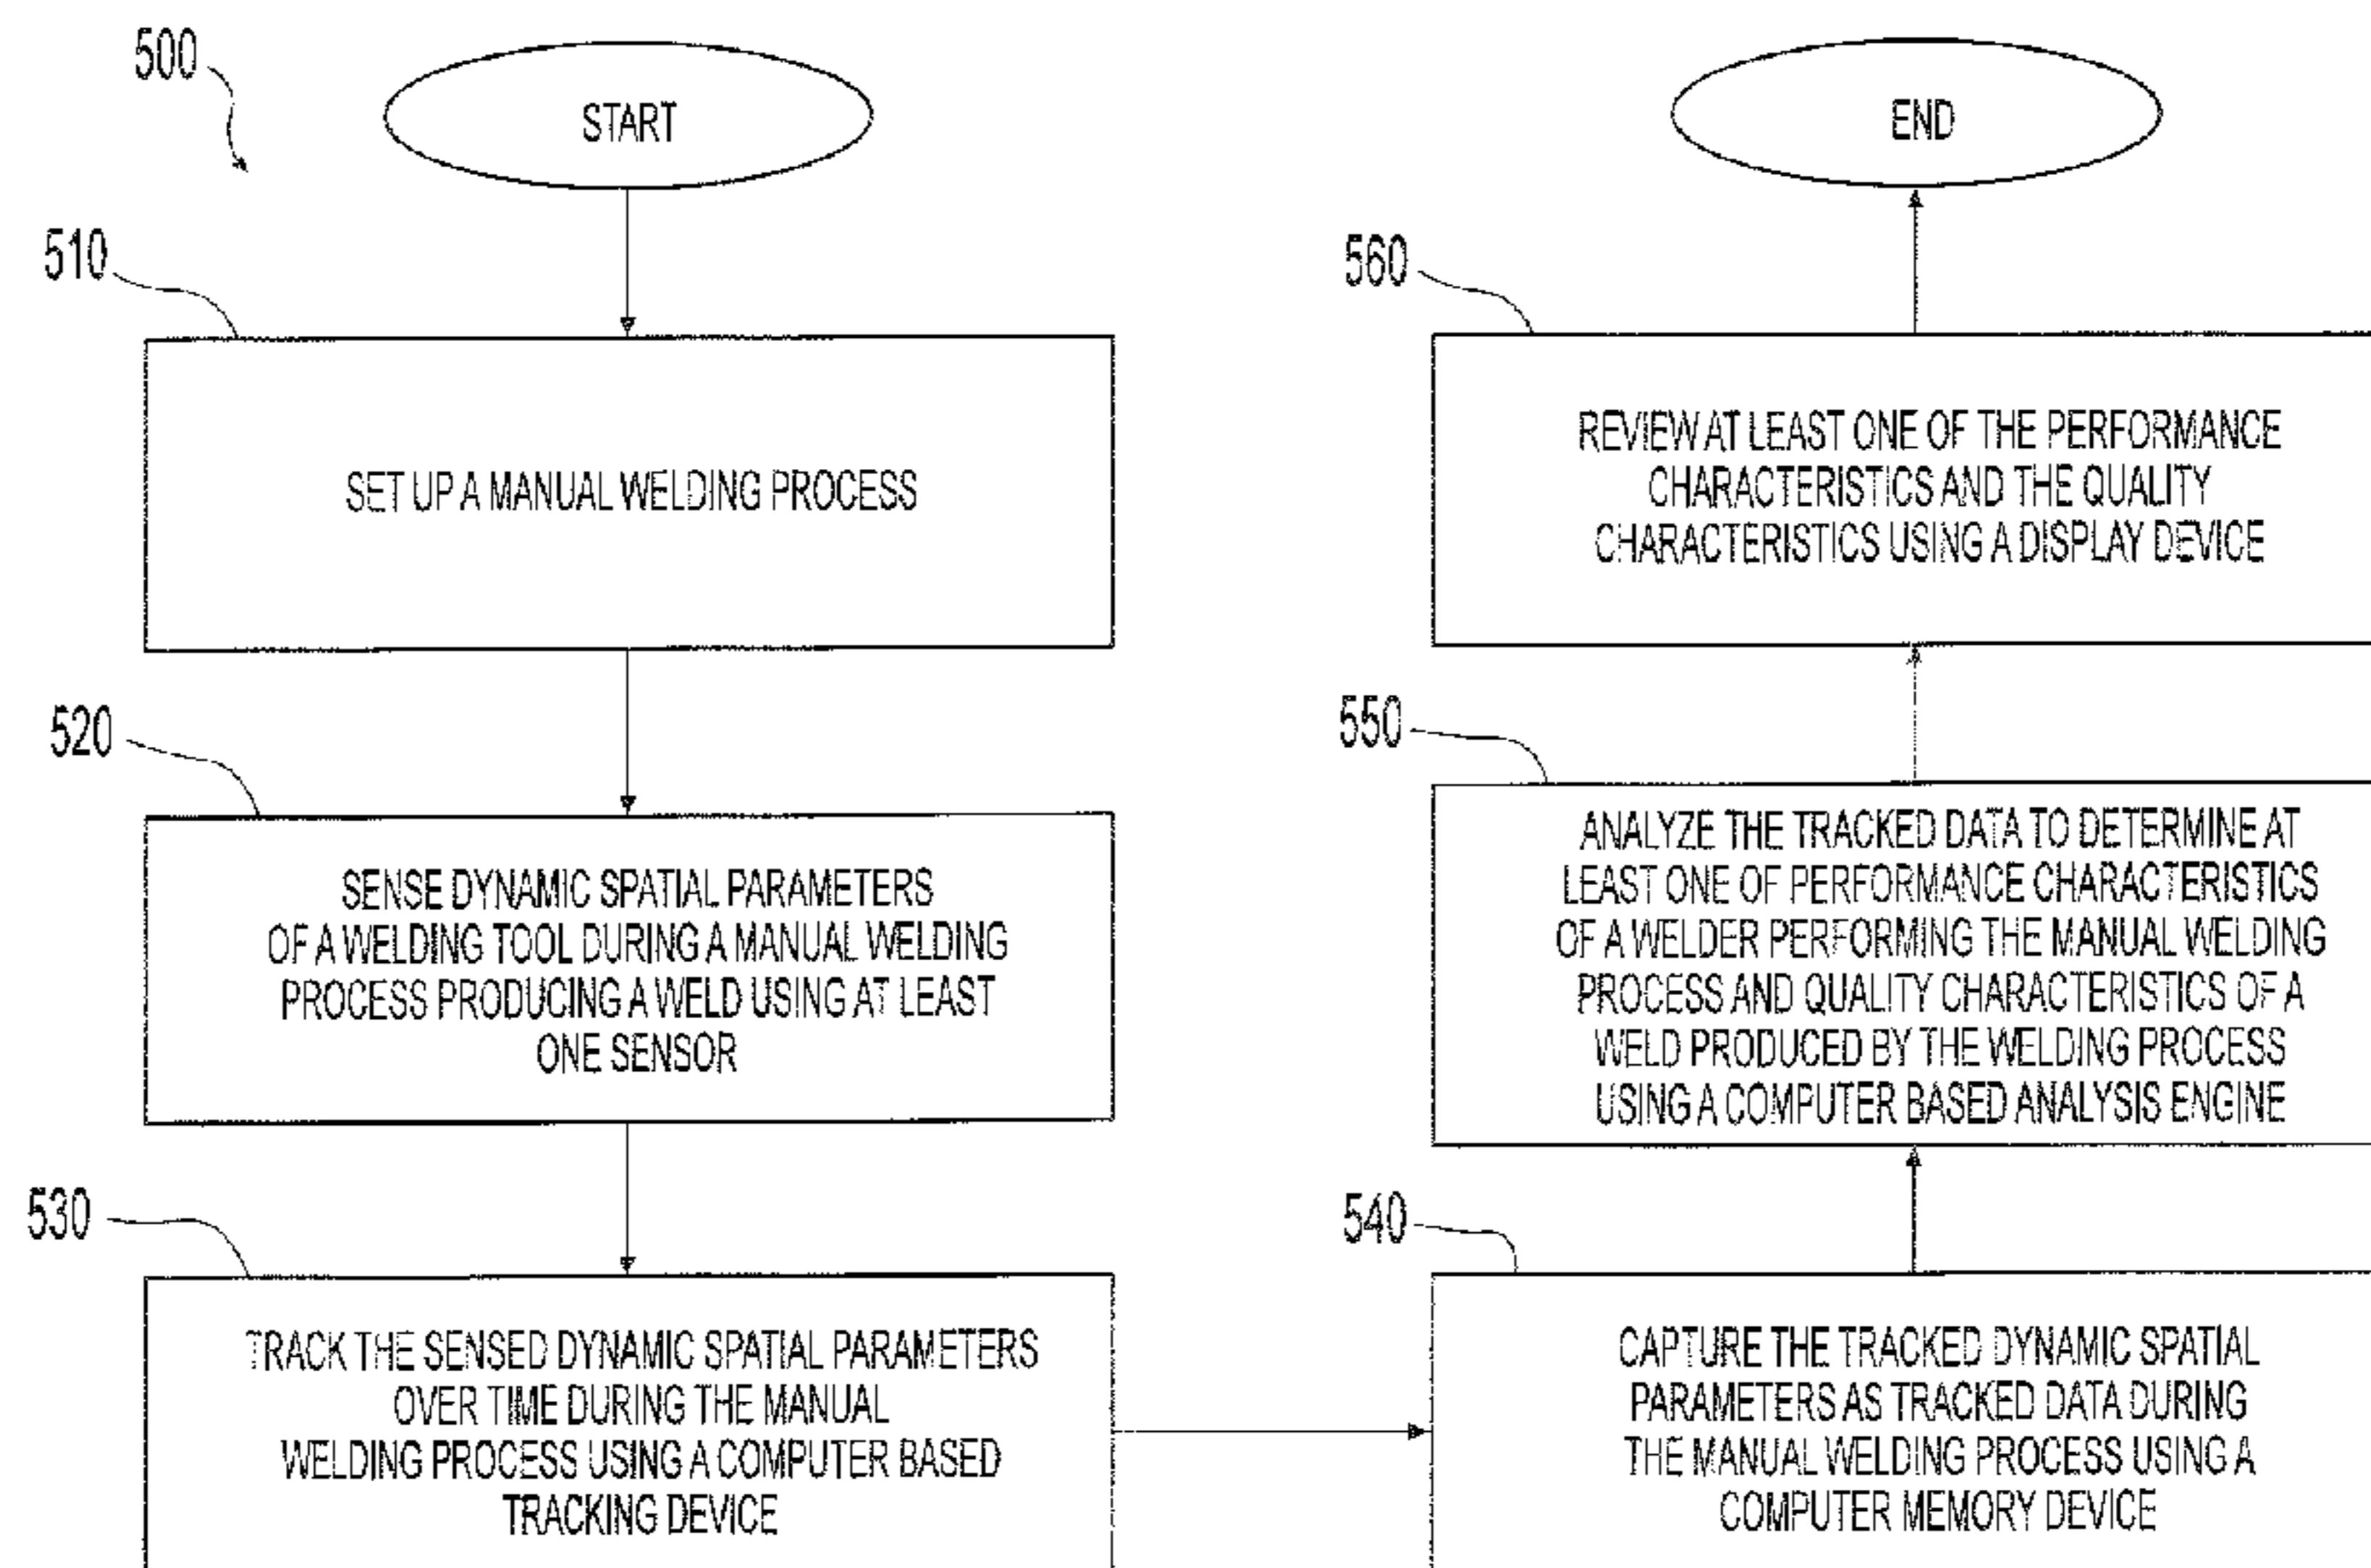 500
START
510
SET UP A MANUAL WELDING PROCESS
520
SENSE DYNAMIC SPATIAL PARAMETERS
OF A WELDING TOOL DURING A MANUAL WELDING
PROCESS PRODUCING A WELD USING AT LEAST
ONE SENSOR
530
TRACK THE SENSED DYNAMIC SPATIAL PARAMETERS
OVER TIME DURING THE MANUAL
WELDING PROCESS USING A COMPUTER BASED
TRACKING DEVICE
540
CAPTURE THE TRACKED DYNAMIC SPATIAL
PARAMETERS AS TRACKED DATA DURING
THE MANUAL WELDING PROCESS USING A
COMPUTER MEMORY DEVICE
550
ANALYZE THE TRACKED DATA TO DETERMINE AT
LEAST ONE OF PERFORMANCE CHARACTERISTICS
OF A WELDER PERFORMING THE MANUAL WELDING
PROCESS AND QUALITY CHARACTERISTICS OF A
WELD PRODUCED BY THE WELDING PROCESS
USING A COMPUTER BASED ANALYSIS ENGINE
560
REVIEW AT LEAST ONE OF THE PERFORMANCE
CHARACTERISTICS AND THE QUALITY
CHARACTERISTICS USING A DISPLAY DEVICE
END